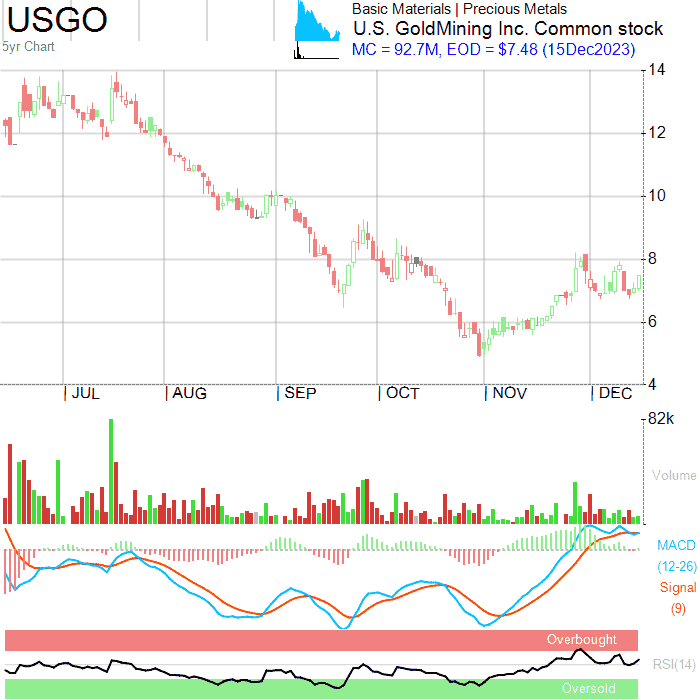 USGO
5yr Chart
Basic Materials | Precious Metals
U.S. GoldMining Inc. Common stock
MC = 92.7M, EOD = $7.48 (15Dec2023)
14
12
10
8
6
4
| JUL | AUG | SEP | OCT | NOV | DEC
82k
Volume
MACD
(12-26)
Signal
(9)
Overbought
RSI(14)
Oversold